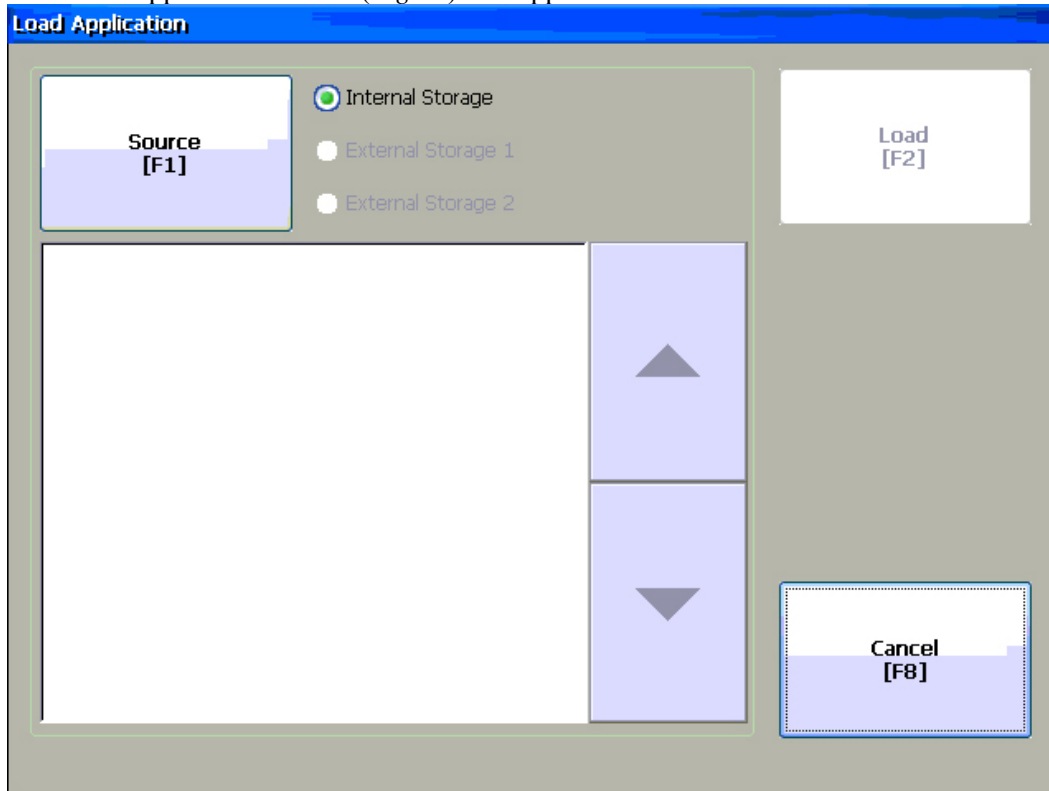 Load Application
Source
[F1]
Internal Storage
External Storage 1
External Storage 2
Load
[F2]
Cancel
[F8]